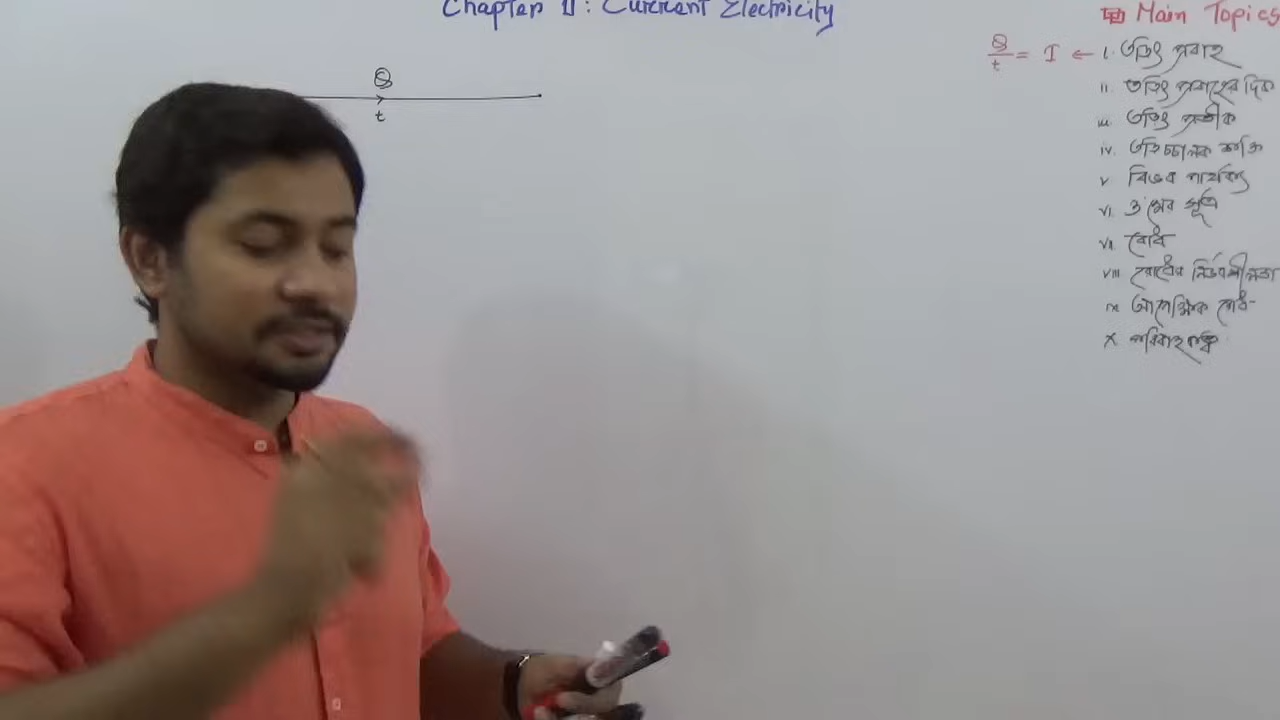 Chapter 11: Current Electricity
Main Topics
Q/t = I ← i. তড়িৎ প্রবাহ
ii. তড়িৎ প্রবাহের দিক
iii. তড়িৎ প্রতীক
iv. তড়িচ্চালক শক্তি
v. বিভব পার্থক্য
vi. ও'মের সূত্র
vii. রোধ
viii. রোধের নির্ভরশীলতা
ix. আপেক্ষিক রোধ
x. পরিবাহকত্ব
Q
t